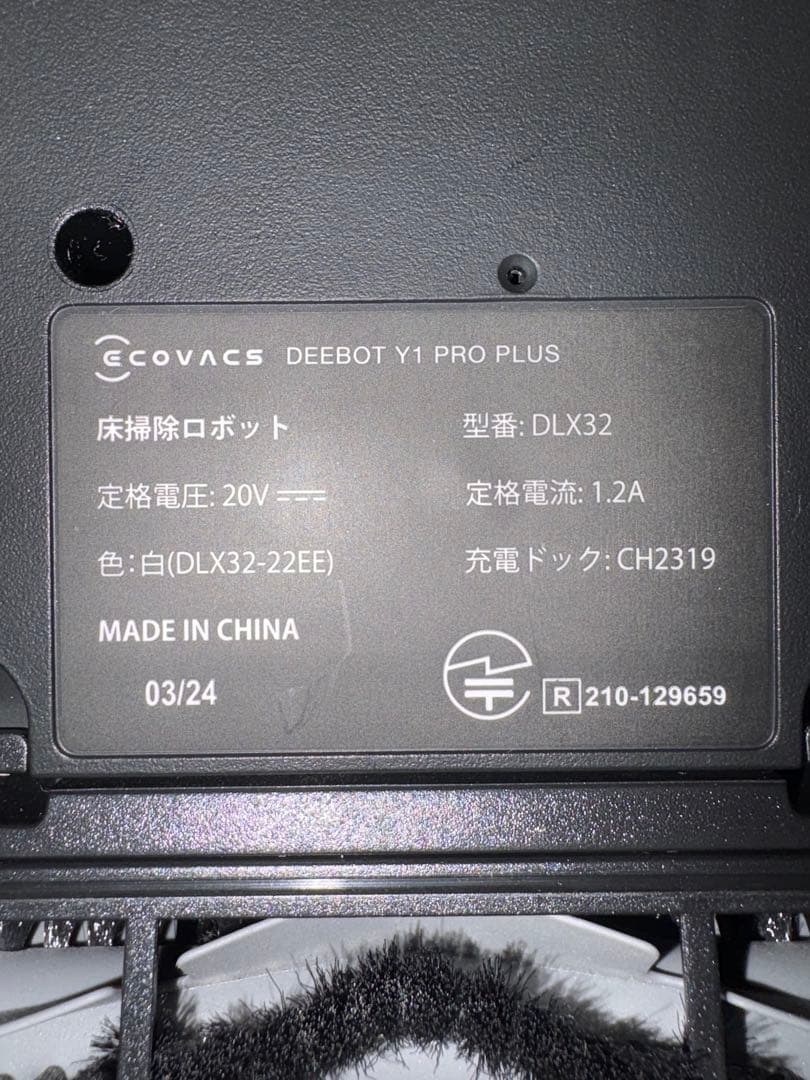 ECOVACS DEEBOT Y1 PRO PLUS
床掃除ロボット 型番: DLX32
定格電圧: 20V 定格電流: 1.2A
色：白(DLX32-22EE) 充電ドック: CH2319
MADE IN CHINA
03/24 R 210-129659